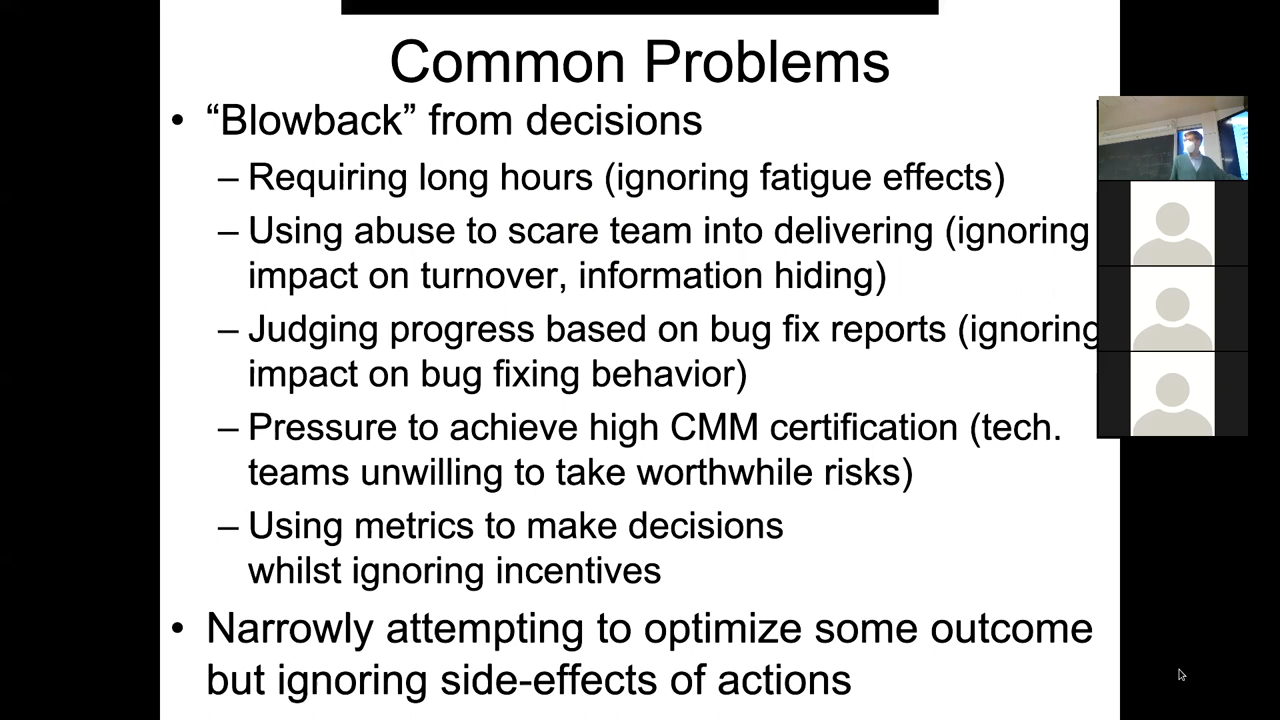 Common Problems
• “Blowback” from decisions
– Requiring long hours (ignoring fatigue effects)
– Using abuse to scare team into delivering (ignoring
impact on turnover, information hiding)
– Judging progress based on bug fix reports (ignoring
impact on bug fixing behavior)
– Pressure to achieve high CMM certification (tech.
teams unwilling to take worthwhile risks)
– Using metrics to make decisions
whilst ignoring incentives
• Narrowly attempting to optimize some outcome
but ignoring side-effects of actions